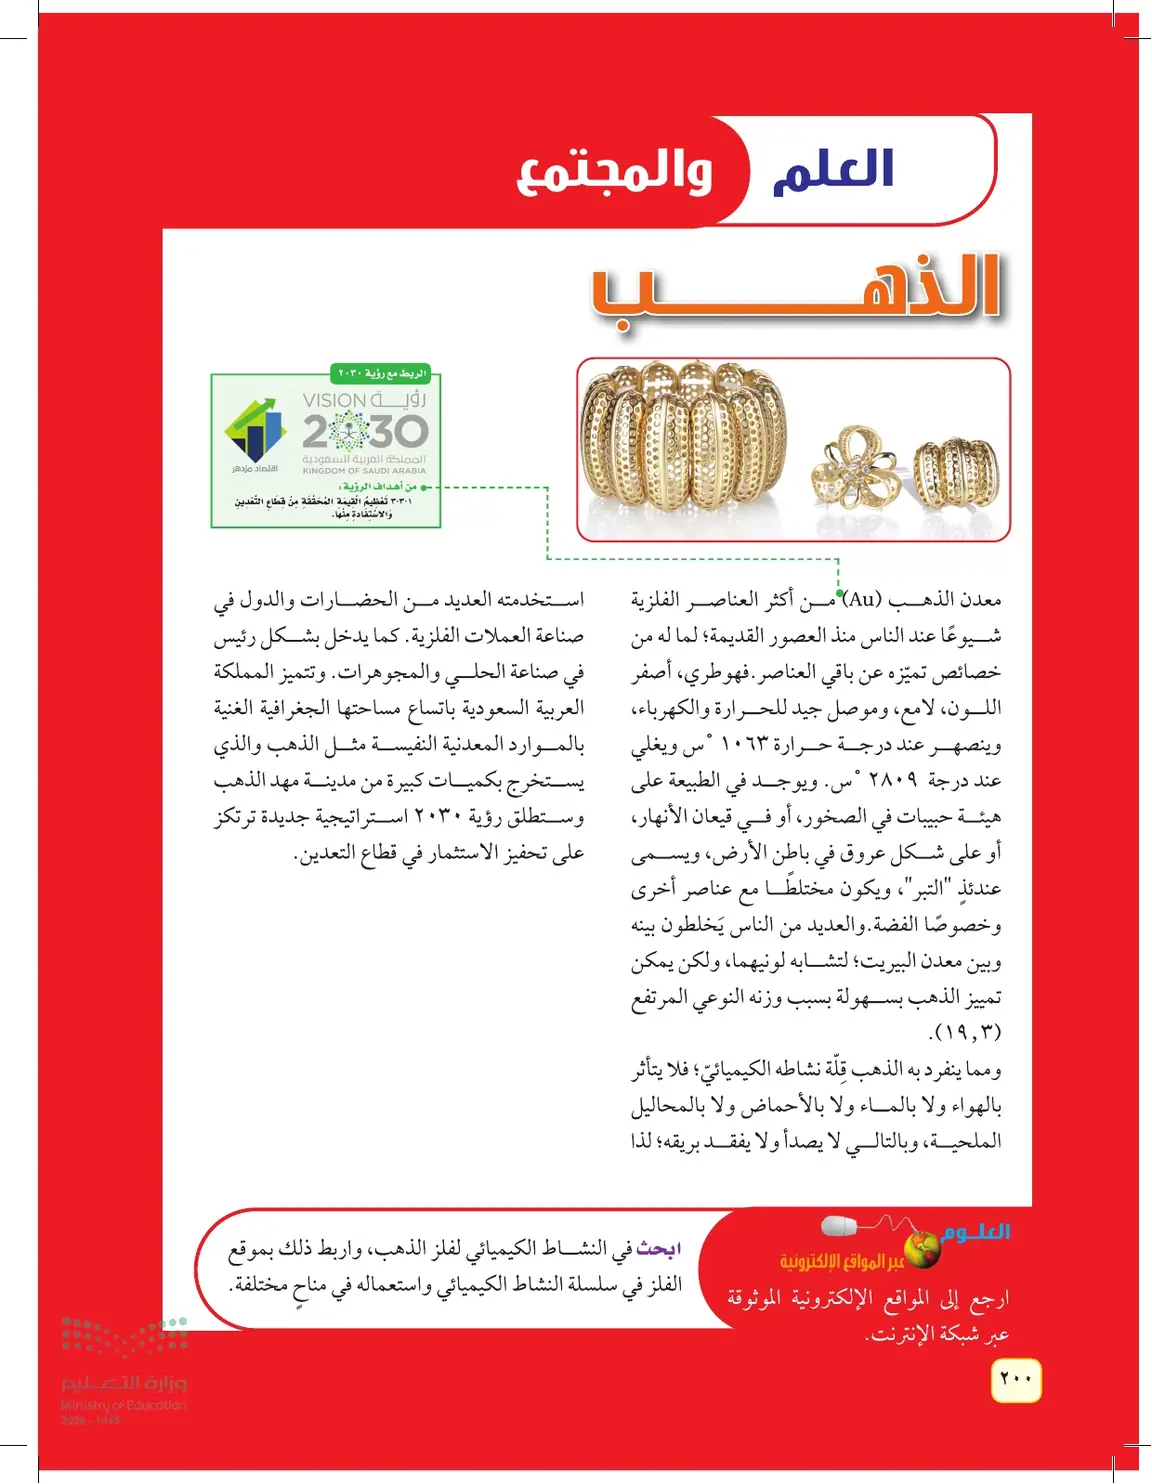 العلم والمجتمع
الذهب
الربط مع رؤية ٢٠٣٠
رؤية VISION
2030
المملكة العربية السعودية
KINGDOM OF SAUDI ARABIA
اقتصاد مزدهر
من أهداف الرؤية :
٣-٣-١ تَعْظِيمُ الْقِيمَةِ الْمُحَقَّقَةِ مِنْ قِطَاعِ التَّعْدِينِ
وَالاسْتِفَادَةِ مِنْهَا.
معدن الذهب (Au) من أكثر العناصر الفلزية
شيوعًا عند الناس منذ العصور القديمة؛ لما له من
خصائص تميّزه عن باقي العناصر.فهوطري، أصفر
اللون، لامع، وموصل جيد للحرارة والكهرباء،
وينصهر عند درجة حرارة ١٠٦٣ °س ويغلي
عند درجة ٢٨٠٩ °س. ويوجد في الطبيعة على
هيئة حبيبات في الصخور، أو في قيعان الأنهار،
أو على شكل عروق في باطن الأرض، ويسمى
عندئذٍ "التبر"، ويكون مختلطًا مع عناصر أخرى
وخصوصًا الفضة.والعديد من الناس يَخلطون بينه
وبين معدن البيريت؛ لتشابه لونيهما، ولكن يمكن
تمييز الذهب بسهولة بسبب وزنه النوعي المرتفع
(١٩,٣).
ومما ينفرد به الذهب قِلّة نشاطه الكيميائيّ؛ فلا يتأثر
بالهواء ولا بالماء ولا بالأحماض ولا بالمحاليل
الملحية، وبالتالي لا يصدأ ولا يفقد بريقه؛ لذا
استخدمته العديد من الحضارات والدول في
صناعة العملات الفلزية. كما يدخل بشكل رئيس
في صناعة الحلي والمجوهرات. وتتميز المملكة
العربية السعودية باتساع مساحتها الجغرافية الغنية
بالموارد المعدنية النفيسة مثل الذهب والذي
يستخرج بكميات كبيرة من مدينة مهد الذهب
وستطلق رؤية ٢٠٣٠ استراتيجية جديدة ترتكز
على تحفيز الاستثمار في قطاع التعدين.
العلوم
عبر المواقع الإلكترونية
ارجع إلى المواقع الإلكترونية الموثوقة
عبر شبكة الإنترنت.
ابحث في النشاط الكيميائي لفلز الذهب، واربط ذلك بموقع
الفلز في سلسلة النشاط الكيميائي واستعماله في مناحٍ مختلفة.
٢٠٠
وزارة التعليم
Ministry of Education